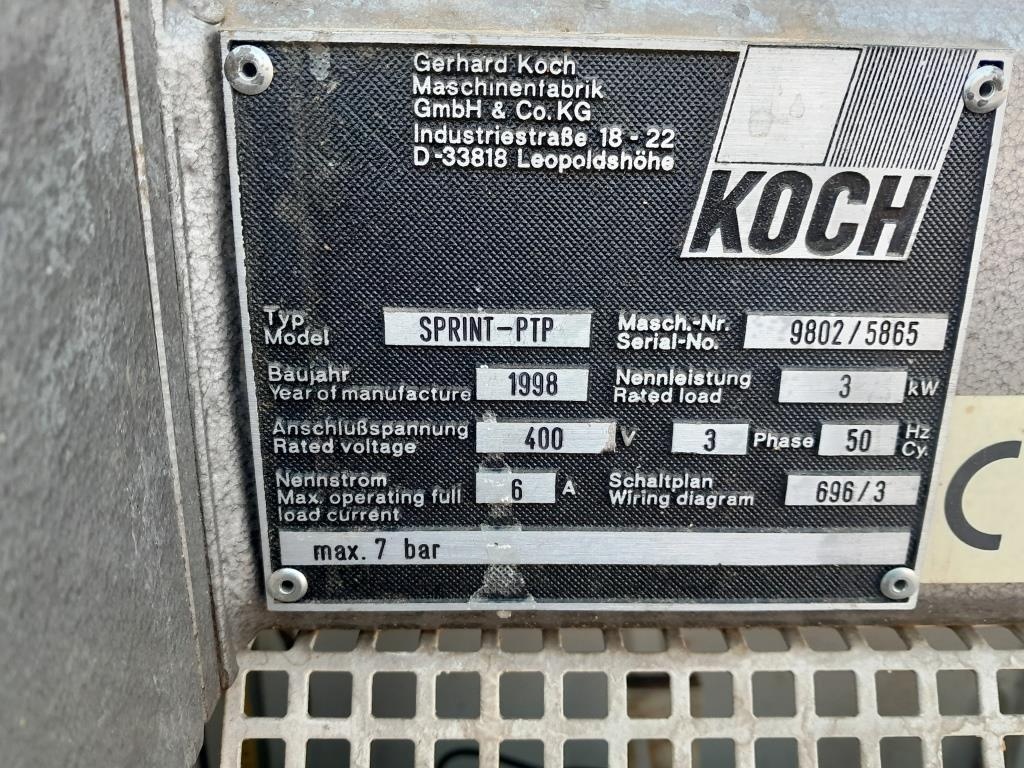 Gerhard Koch
Maschinenfabrik
GmbH & Co. KG
Industriestraße 18 - 22
D-33818 Leopoldshöhe
KOCH
Typ
Model
SPRINT-PTP
Masch.-Nr.
Serial-No.
9802/5865
Baujahr
Year of manufacture
1998
Nennleistung
Rated load
3
kW
Anschlußspannung
Rated voltage
400
V
3
Phase
50
Hz
Cy.
Nennstrom
Max. operating full
load current
6
A
Schaltplan
Wiring diagram
696/3
max. 7 bar
C